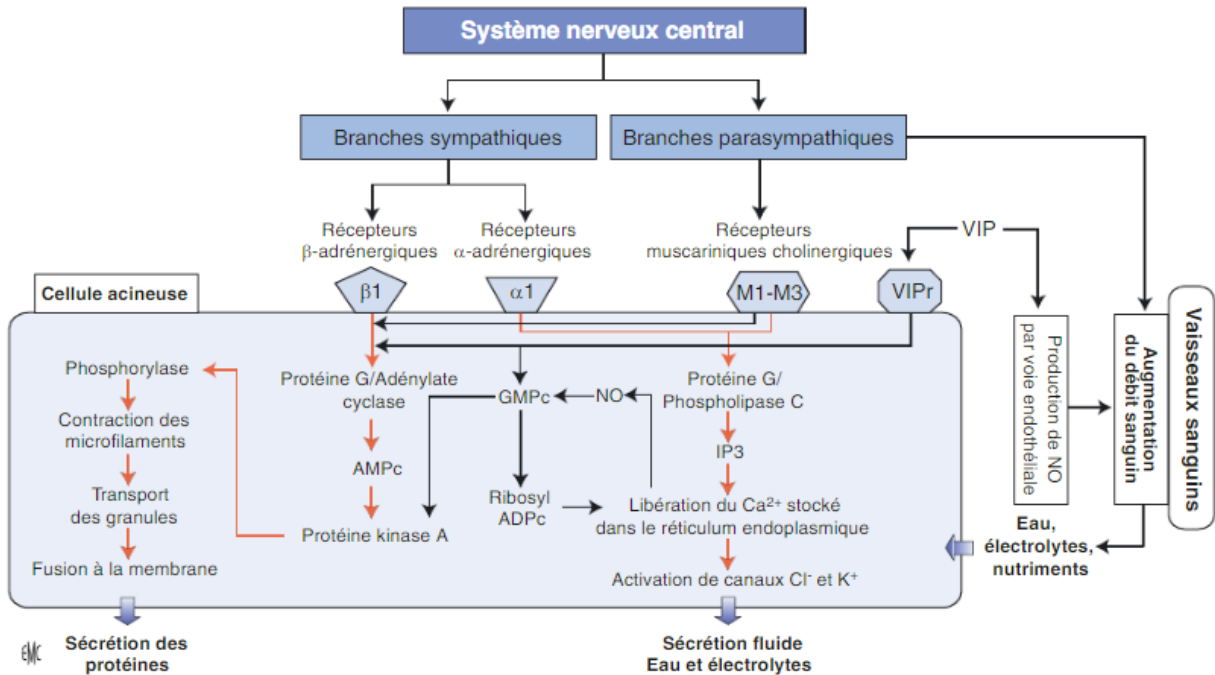 Système nerveux central
Branches sympathiques
Branches parasympathiques
Récepteurs
β-adrénergiques
Récepteurs
α-adrénergiques
Récepteurs
muscariniques cholinergiques
VIP
Cellule acineuse
β1
α1
M1-M3
VIPr
Phosphorylase
Contraction des
microfilaments
Transport
des granules
Fusion à la membrane
Protéine G/Adénylate
cyclase
AMPc
Protéine kinase A
GMPc
NO
Ribosyl
ADPc
Protéine G/
Phospholipase C
IP3
Libération du Ca²⁺ stocké
dans le réticulum endoplasmique
Activation de canaux Cl⁻ et K⁺
Production de NO
par voie endothéliale
Augmentation
du débit sanguin
Vaisseaux sanguins
Eau,
électrolytes,
nutriments
EMC
Sécrétion des
protéines
Sécrétion fluide
Eau et électrolytes